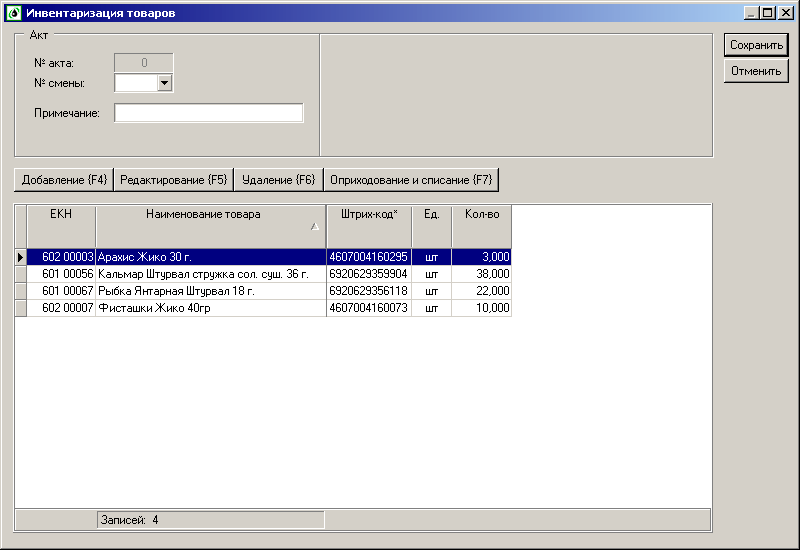 Инвентаризация товаров
Акт
№ акта: 0
№ смены:
Примечание:
Сохранить
Отменить
Добавление {F4} Редактирование {F5} Удаление {F6} Оприходование и списание {F7}
ЕКН Наименование товара Штрих-код* Ед. Кол-во
602 00003 Арахис Жико 30 г. 4607004160295 шт 3,000
601 00056 Кальмар Штурвал стружка сол. суш. 36 г. 6920629359904 шт 38,000
601 00067 Рыбка Янтарная Штурвал 18 г. 6920629356118 шт 22,000
602 00007 Фисташки Жико 40гр 4607004160073 шт 10,000
Записей: 4